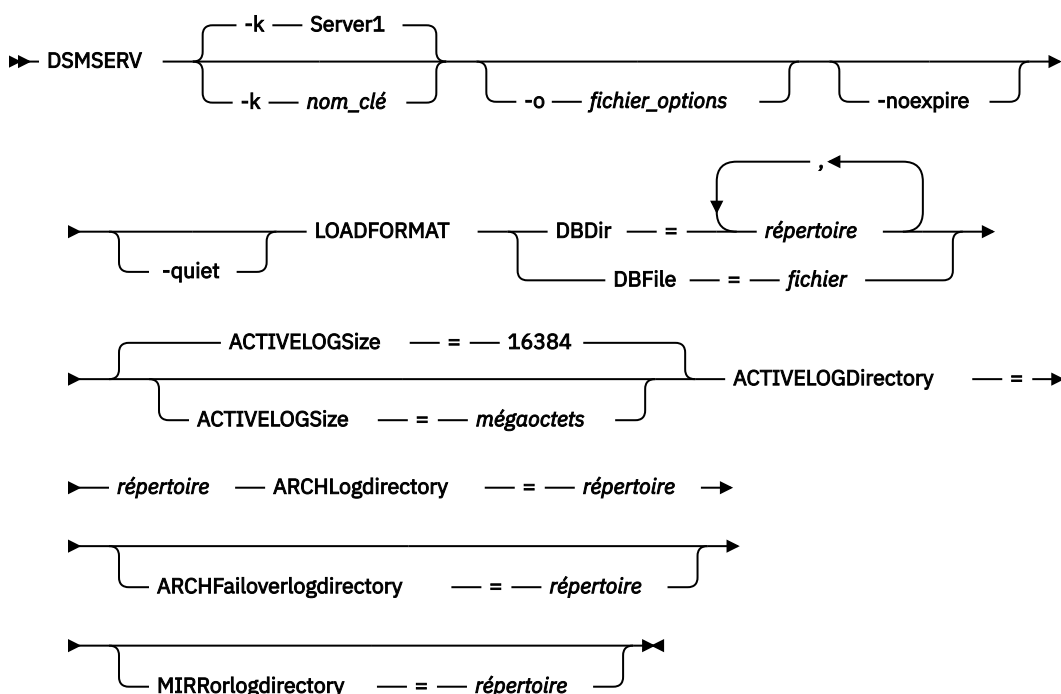 -k Server1
DSMSERV
-k nom_clé
-o fichier_options
-noexpire
,
LOADFORMAT DBDir = répertoire
-quiet
DBFile = fichier
ACTIVELOGSize = 16384
ACTIVELOGDirectory =
ACTIVELOGSize = mégaoctets
répertoire ARCHLogdirectory = répertoire
ARCHFailoverlogdirectory = répertoire
MIRRorlogdirectory = répertoire